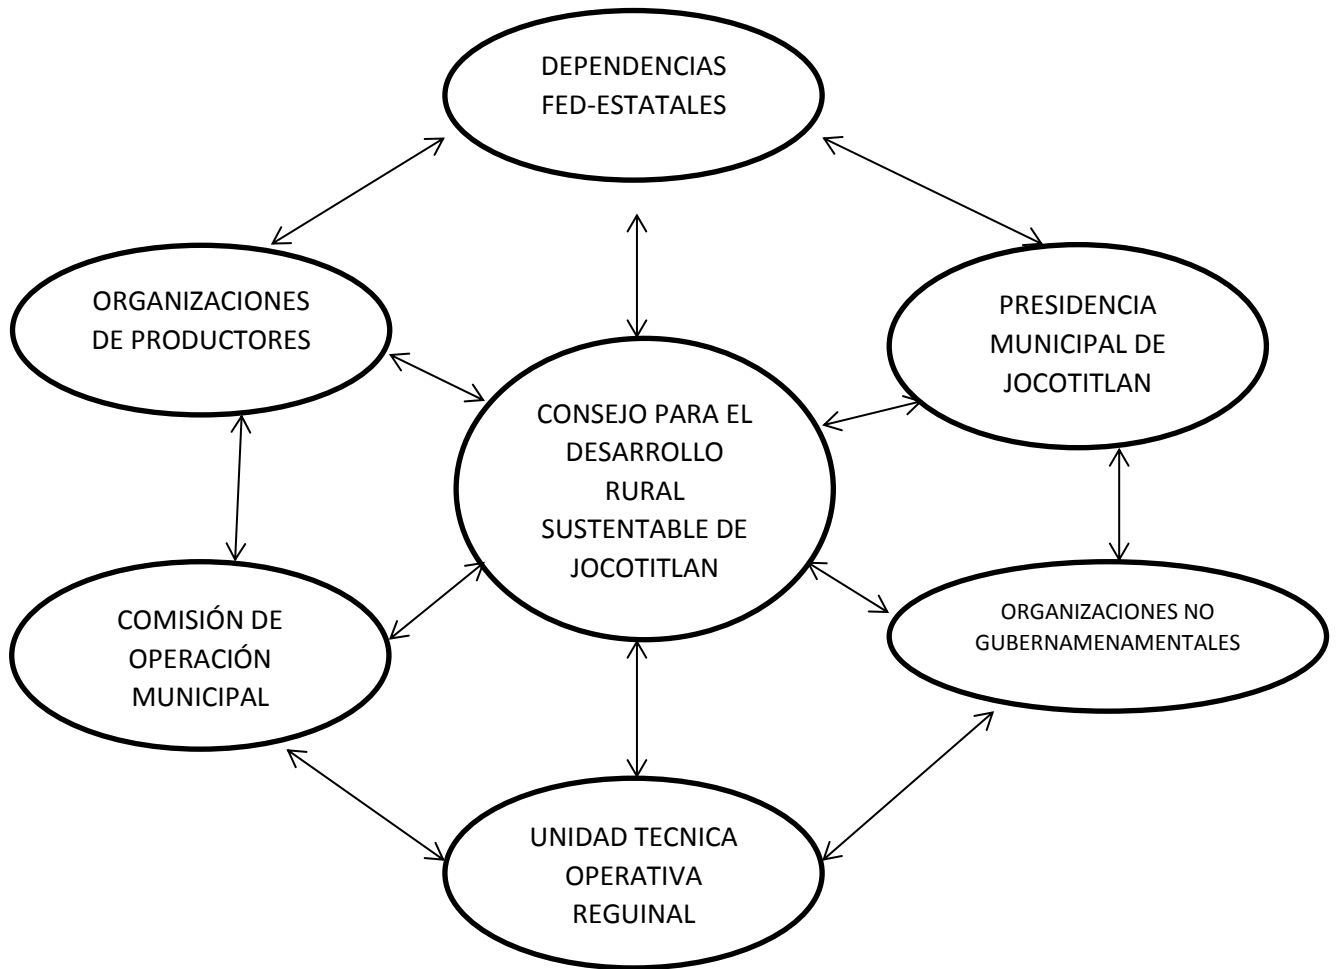 DEPENDENCIAS
FED-ESTATALES
ORGANIZACIONES
DE PRODUCTORES
PRESIDENCIA
MUNICIPAL DE
JOCOTITLAN
CONSEJO PARA EL
DESARROLLO
RURAL
SUSTENTABLE DE
JOCOTITLAN
COMISIÓN DE
OPERACIÓN
MUNICIPAL
ORGANIZACIONES NO
GUBERNAMENAMENTALES
UNIDAD TECNICA
OPERATIVA
REGUINAL